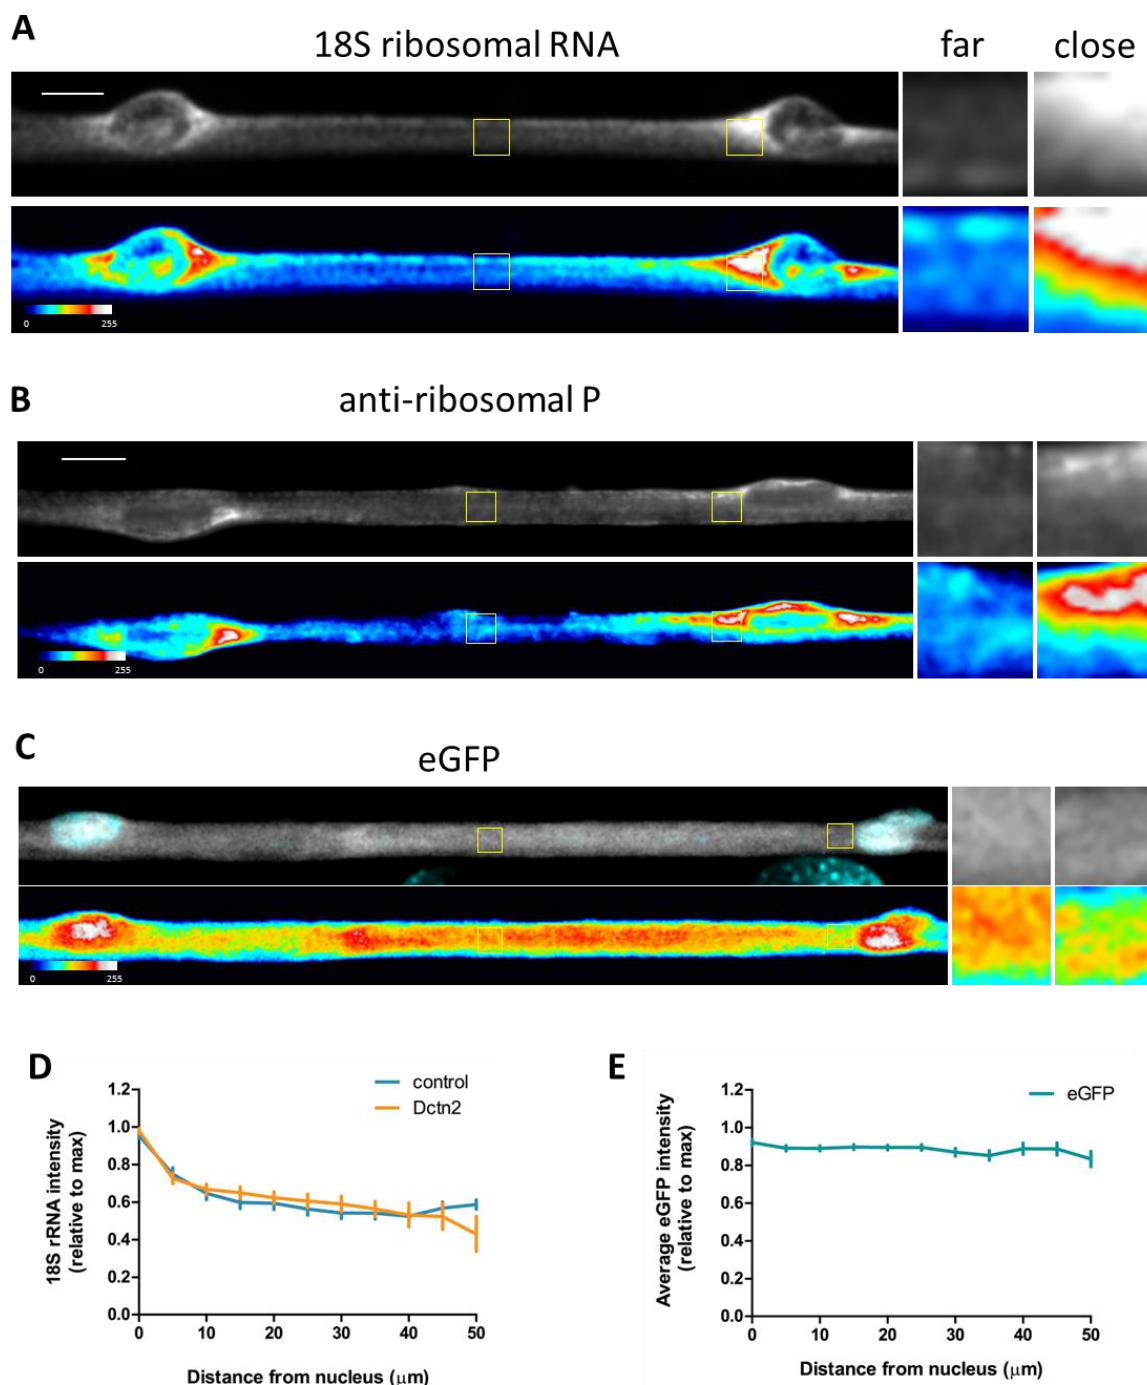 A
18S ribosomal RNA
far
close
0
255
B
anti-ribosomal P
0
255
C
eGFP
0
255
D
control
Dctn2
18S rRNA intensity
(relative to max)
1.2
1.0
0.8
0.6
0.4
0.2
0.0
0 10 20 30 40 50
Distance from nucleus (μm)
E
eGFP
Average eGFP intensity
(relative to max)
1.2
1.0
0.8
0.6
0.4
0.2
0.0
0 10 20 30 40 50
Distance from nucleus (μm)